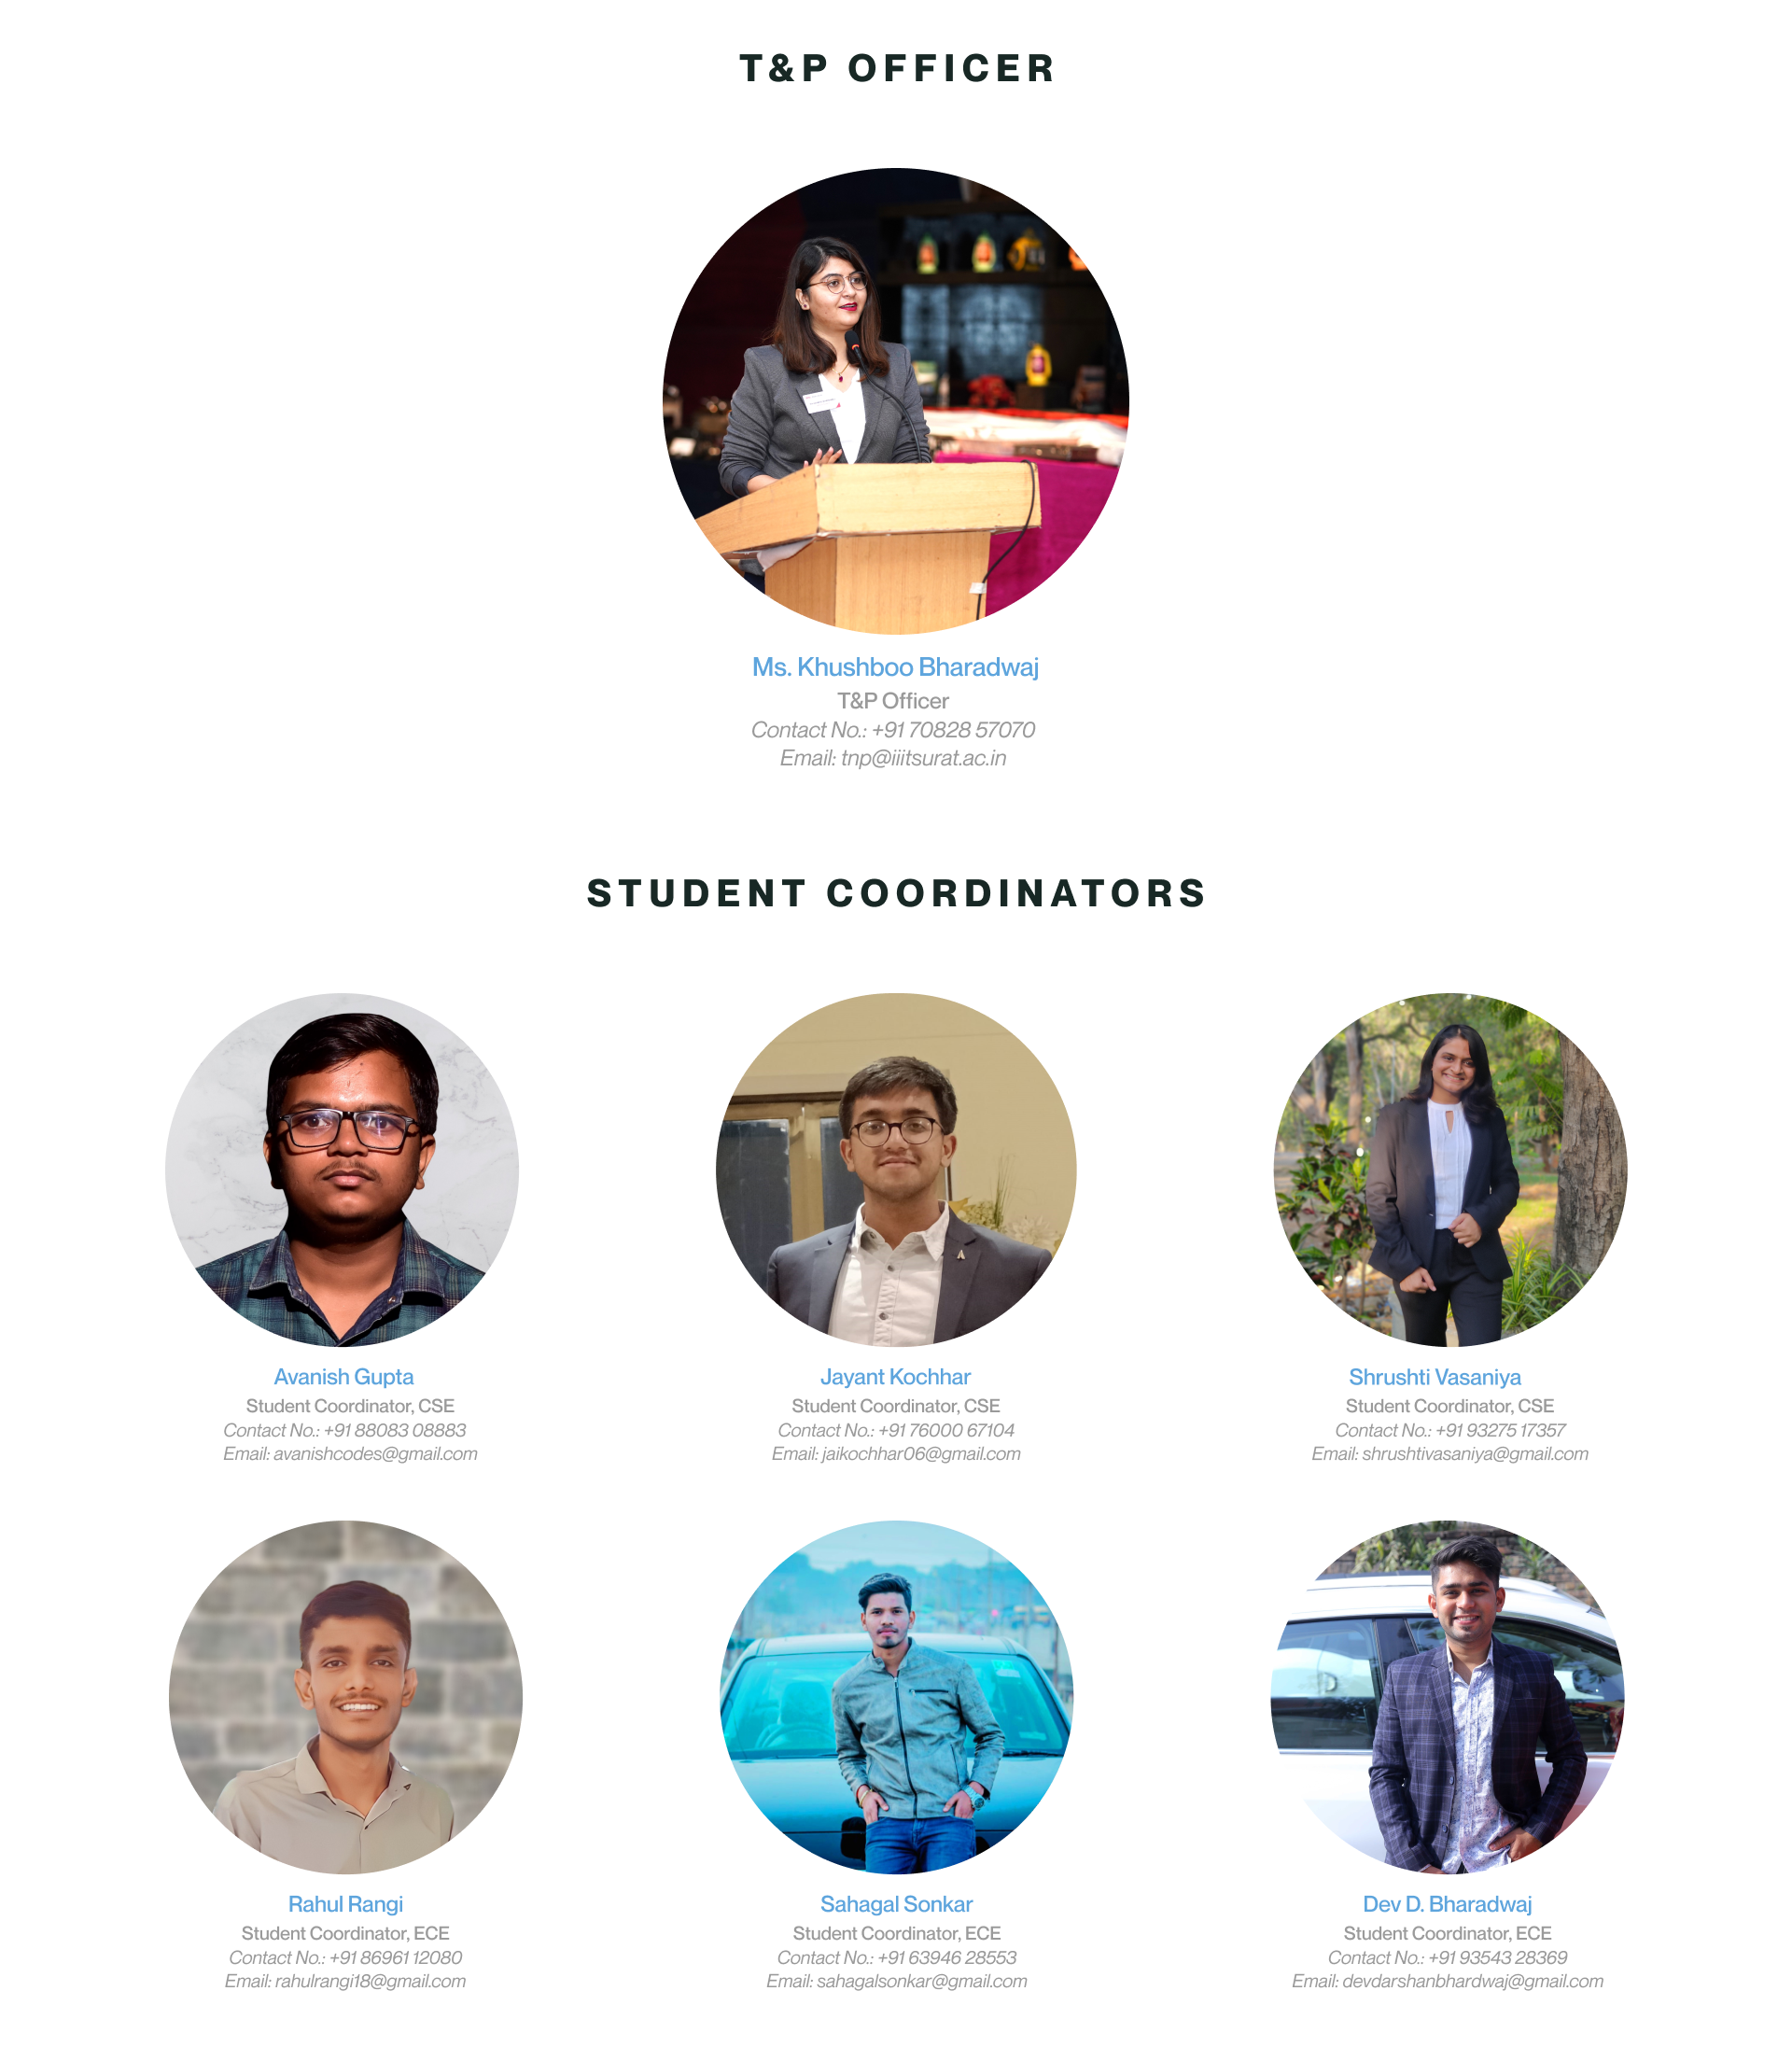 T&P OFFICER
Ms. Khushboo Bharadwaj
T&P Officer
Contact No.: +91 70828 57070
Email: tnp@iiitsurat.ac.in
STUDENT COORDINATORS
Avanish Gupta
Student Coordinator, CSE
Contact No.: +91 88083 08883
Email: avanishcodes@gmail.com
Jayant Kochhar
Student Coordinator, CSE
Contact No.: +91 76000 67104
Email: jaikochhar06@gmail.com
Shrushti Vasaniya
Student Coordinator, CSE
Contact No.: +91 93275 17357
Email: shrushtivasaniya@gmail.com
Rahul Rangi
Student Coordinator, ECE
Contact No.: +91 86961 12080
Email: rahulrangi18@gmail.com
Sahagal Sonkar
Student Coordinator, ECE
Contact No.: +91 63946 28553
Email: sahagalsonkar@gmail.com
Dev D. Bharadwaj
Student Coordinator, ECE
Contact No.: +91 93543 28369
Email: devdarshanbhardwaj@gmail.com